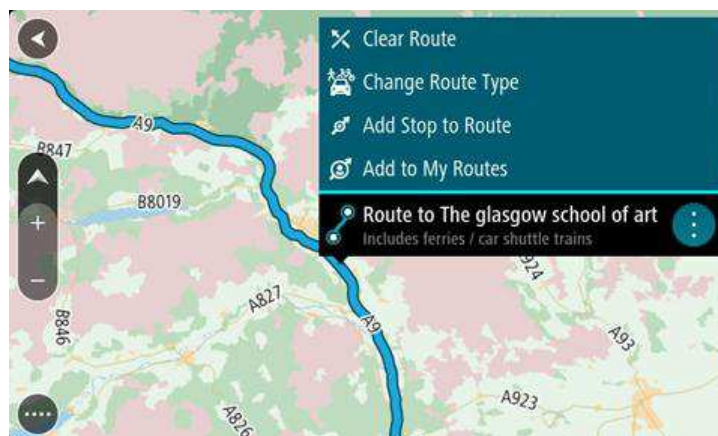 Clear Route
Change Route Type
Add Stop to Route
Add to My Routes
Route to The glasgow school of art
Includes ferries / car shuttle trains
A9
B847
B8019
A827
A9
B846
A826
A924
A93
A923